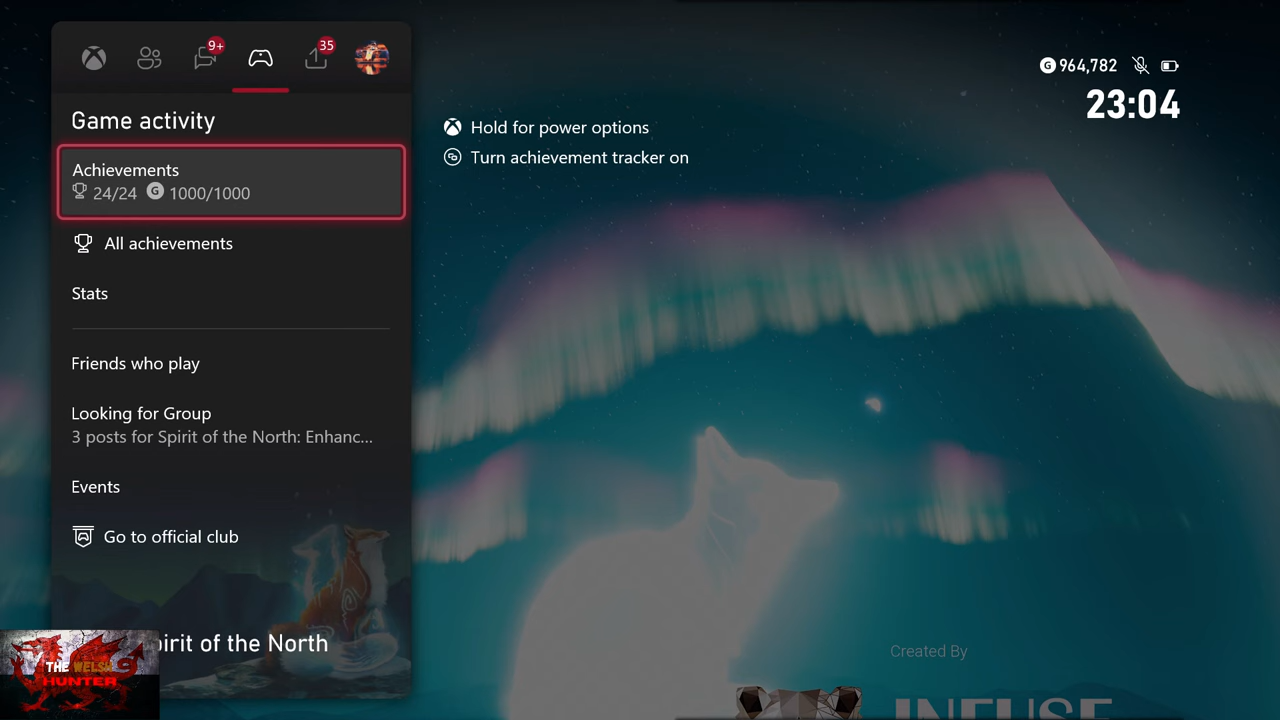 9+
35
G 964,782
23:04
Game activity
Hold for power options
Turn achievement tracker on
Achievements
24/24 G 1000/1000
All achievements
Stats
Friends who play
Looking for Group
3 posts for Spirit of the North: Enhanc...
Events
Go to official club
pirit of the North
THE WELSH
HUNTER
Created By
INFUSE